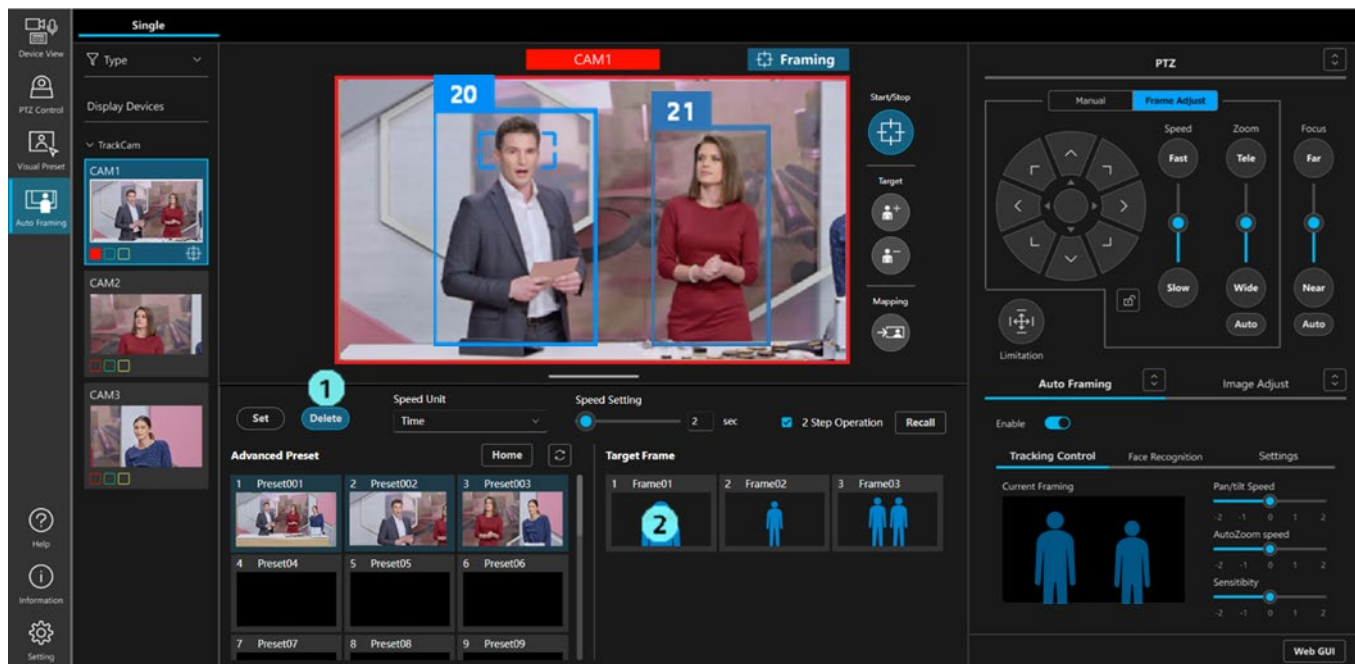 Device View
PTZ Control
Visual Preset
Auto Framing
Help
Information
Setting
Single
Type
Display Devices
TrackCam
CAM1
CAM2
CAM3
CAM1
Framing
20
21
Start/Stop
Target
Mapping
1
Set
Delete
Speed Unit
Time
Speed Setting
2 sec
2 Step Operation
Recall
Advanced Preset
Home
1 Preset001
2 Preset002
3 Preset003
4 Preset04
5 Preset05
6 Preset06
7 Preset07
8 Preset08
9 Preset09
Target Frame
1 Frame01
2 Frame02
3 Frame03
2
PTZ
Manual
Frame Adjust
Speed
Zoom
Focus
Fast
Tele
Far
Slow
Wide
Near
Auto
Auto
Limitation
Auto Framing
Image Adjust
Enable
Tracking Control
Face Recognition
Settings
Current Framing
Pan/tilt Speed
-2 -1 0 1 2
AutoZoom speed
-2 -1 0 1 2
Sensitibity
-2 -1 0 1 2
Web GUI